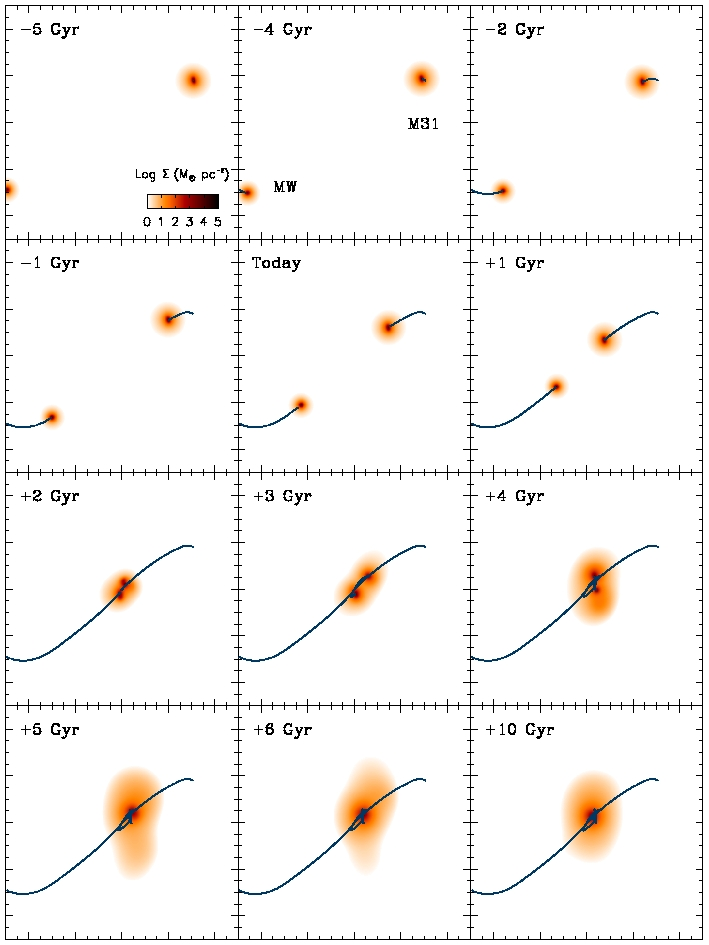 -5 Gyr
-4 Gyr
-2 Gyr
M31
Log Σ (M⊙ pc⁻²)
0 1 2 3 4 5
MW
-1 Gyr
Today
+1 Gyr
+2 Gyr
+3 Gyr
+4 Gyr
+5 Gyr
+6 Gyr
+10 Gyr